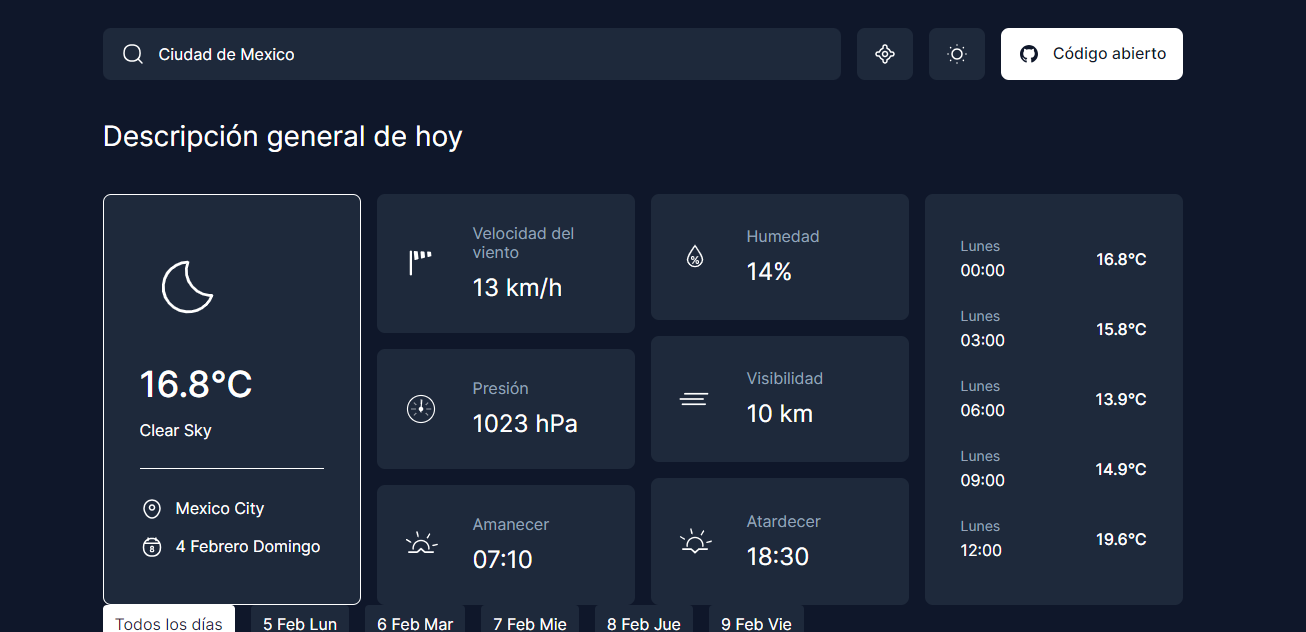 Ciudad de Mexico
Código abierto
Descripción general de hoy
16.8°C
Clear Sky
Mexico City
8
4 Febrero Domingo
Velocidad del
viento
13 km/h
Presión
1023 hPa
Amanecer
07:10
%
Humedad
14%
Visibilidad
10 km
Atardecer
18:30
Lunes
00:00
16.8°C
Lunes
03:00
15.8°C
Lunes
06:00
13.9°C
Lunes
09:00
14.9°C
Lunes
12:00
19.6°C
Todos los días
5 Feb Lun
6 Feb Mar
7 Feb Mie
8 Feb Jue
9 Feb Vie